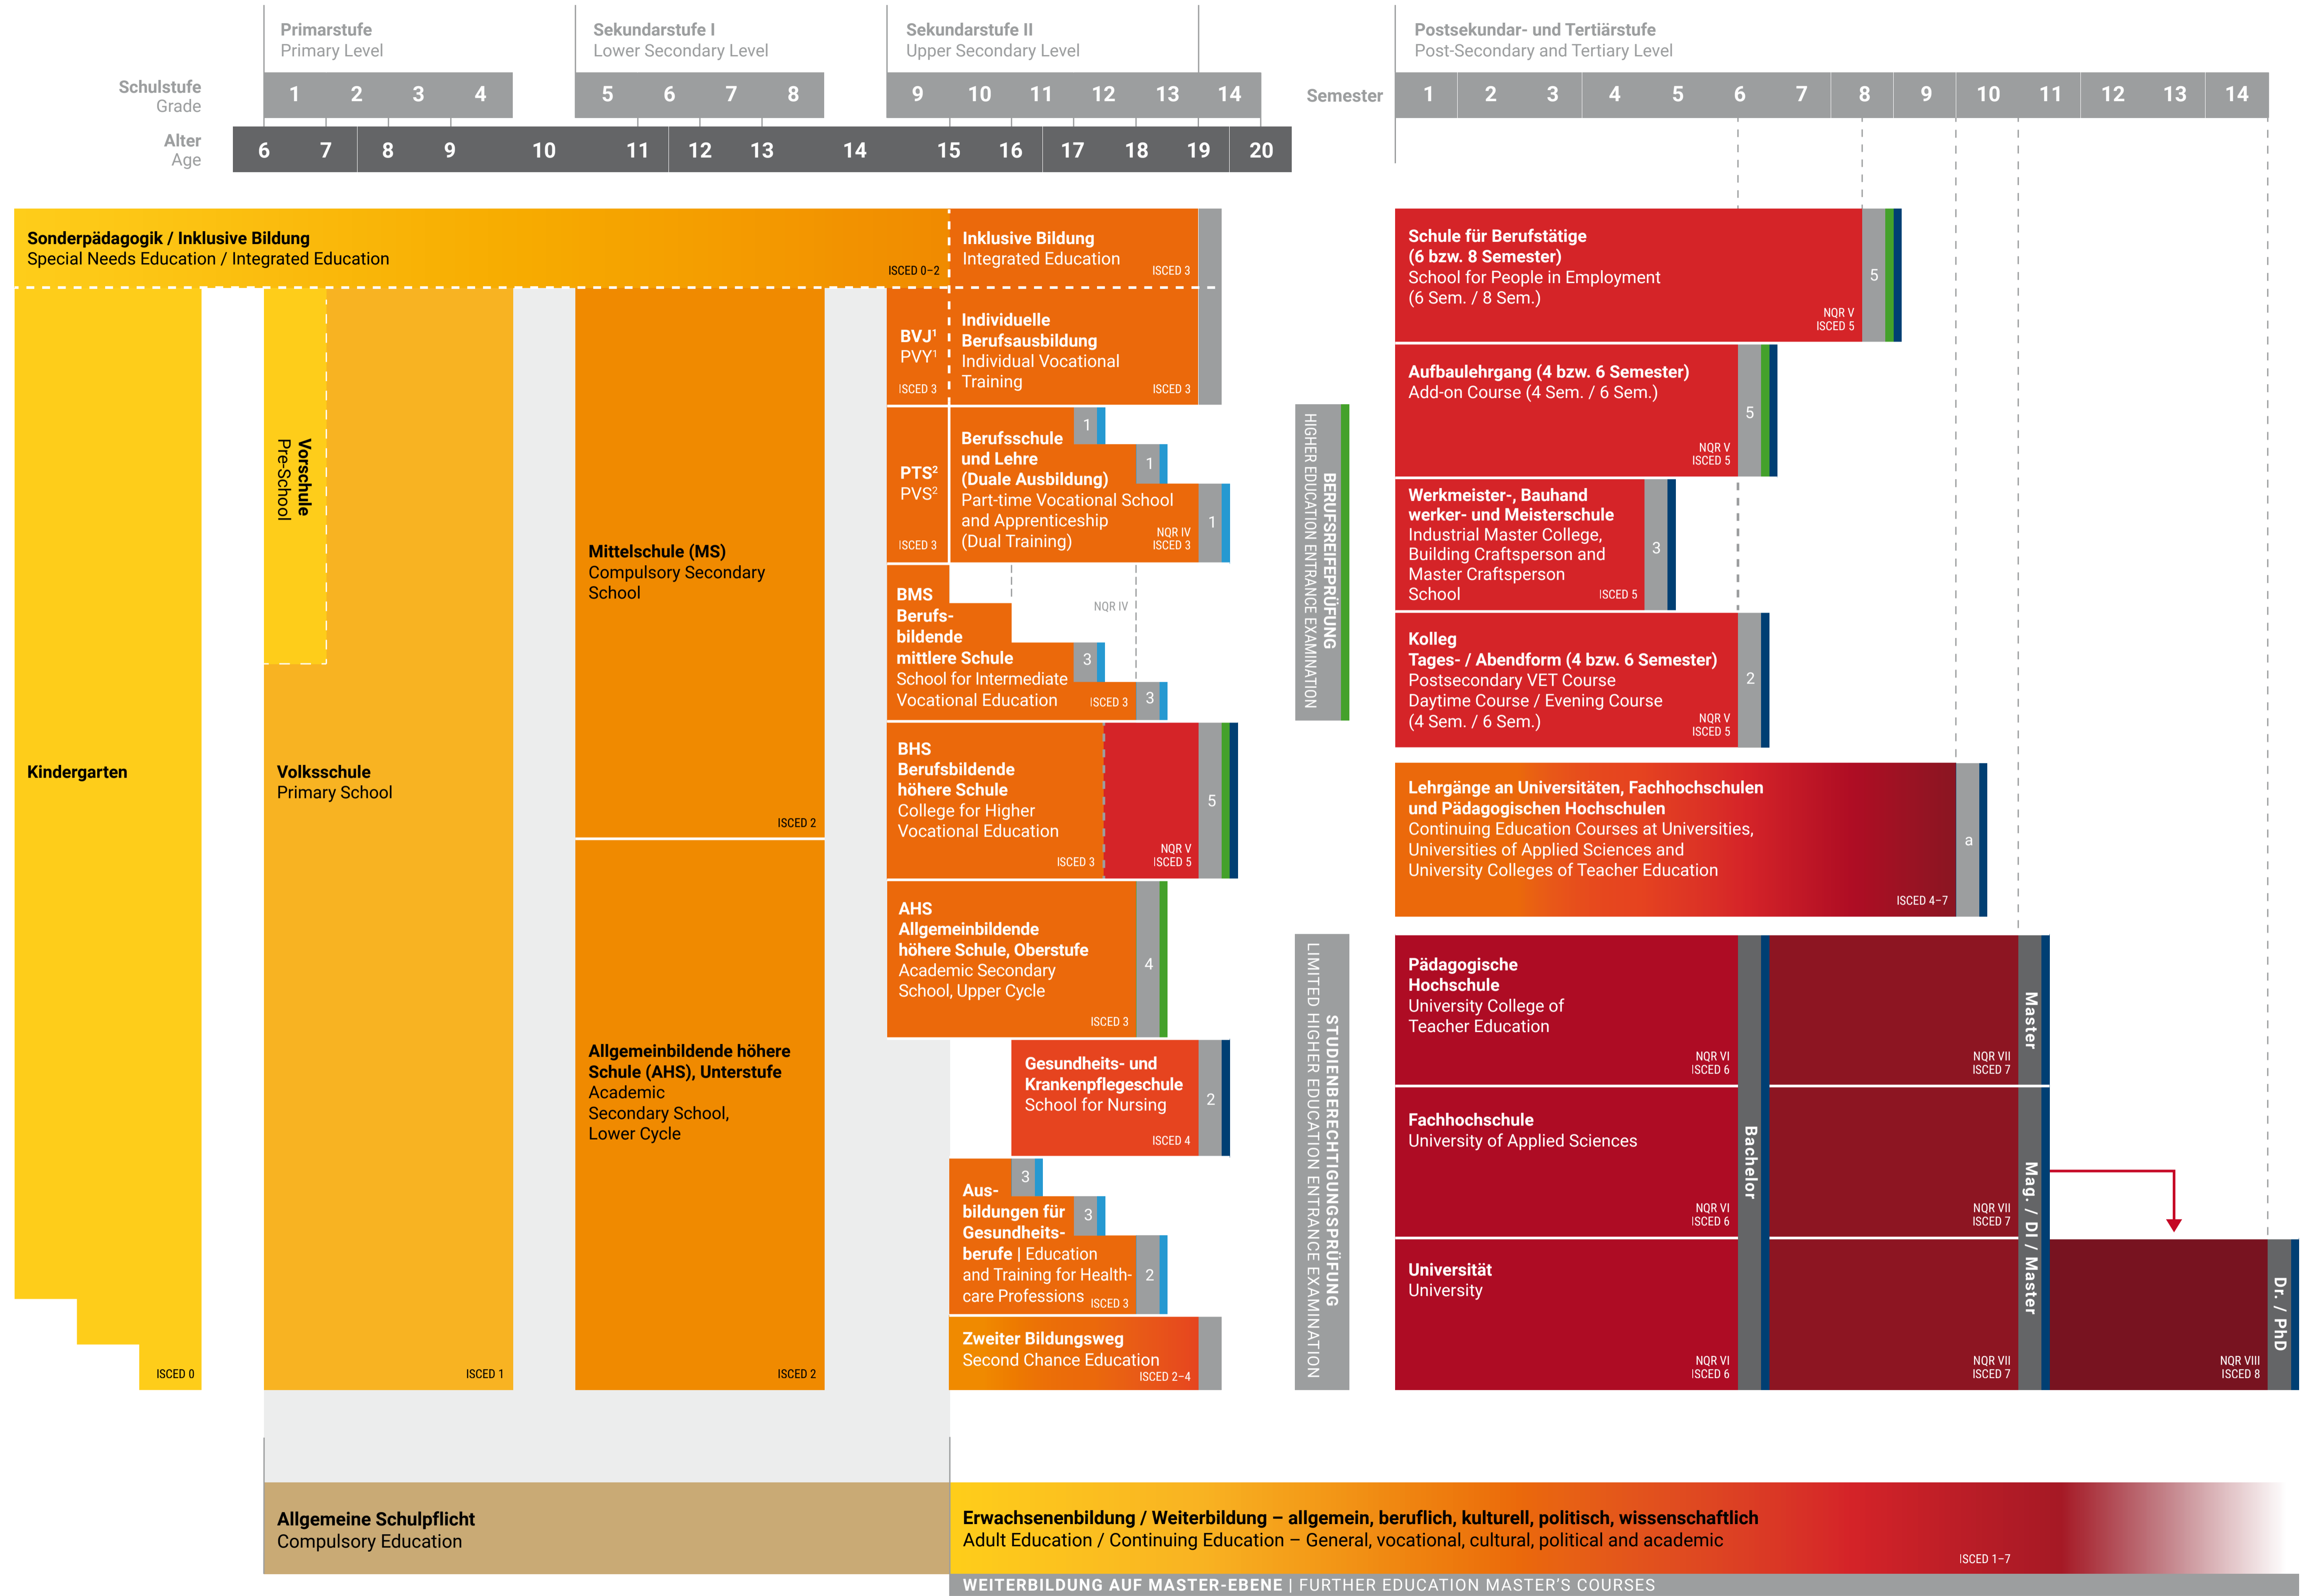 Primarstufe
Primary Level
Sekundarstufe I
Lower Secondary Level
Sekundarstufe II
Upper Secondary Level
Postsekundar- und Tertiärstufe
Post-Secondary and Tertiary Level
Schulstufe
Grade
1 2 3 4 5 6 7 8 9 10 11 12 13 14
Semester
1 2 3 4 5 6 7 8 9 10 11 12 13 14
Alter
Age
6 7 8 9 10 11 12 13 14 15 16 17 18 19 20
Sonderpädagogik / Inklusive Bildung
Special Needs Education / Integrated Education
ISCED 0–2
Inklusive Bildung
Integrated Education
ISCED 3
Kindergarten
ISCED 0
Vorschule
Pre-School
Volksschule
Primary School
ISCED 1
Mittelschule (MS)
Compulsory Secondary
School
ISCED 2
Allgemeinbildende höhere
Schule (AHS), Unterstufe
Academic
Secondary School,
Lower Cycle
ISCED 2
BVJ¹
PVY¹
ISCED 3
Individuelle
Berufsausbildung
Individual Vocational
Training
ISCED 3
PTS²
PVS²
ISCED 3
Berufsschule
und Lehre
(Duale Ausbildung)
Part-time Vocational School
and Apprenticeship
(Dual Training)
NQR IV
ISCED 3
1
1
1
BMS
Berufs-
bildende
mittlere Schule
School for Intermediate
Vocational Education
ISCED 3
NQR IV
3
3
BHS
Berufsbildende
höhere Schule
College for Higher
Vocational Education
ISCED 3
NQR V
ISCED 5
5
AHS
Allgemeinbildende
höhere Schule, Oberstufe
Academic Secondary
School, Upper Cycle
ISCED 3
4
Gesundheits- und
Krankenpflegeschule
School for Nursing
ISCED 4
2
Aus-
bildungen für
Gesundheits-
berufe | Education
and Training for Health-
care Professions
ISCED 3
3
3
2
Zweiter Bildungsweg
Second Chance Education
ISCED 2–4
BERUFSREIFEPRÜFUNG
HIGHER EDUCATION ENTRANCE EXAMINATION
STUDIENBERECHTIGUNGSPRÜFUNG
LIMITED HIGHER EDUCATION ENTRANCE EXAMINATION
Schule für Berufstätige
(6 bzw. 8 Semester)
School for People in Employment
(6 Sem. / 8 Sem.)
NQR V
ISCED 5
5
Aufbaulehrgang (4 bzw. 6 Semester)
Add-on Course (4 Sem. / 6 Sem.)
NQR V
ISCED 5
5
Werkmeister-, Bauhand
werker- und Meisterschule
Industrial Master College,
Building Craftsperson and
Master Craftsperson
School
ISCED 5
3
Kolleg
Tages- / Abendform (4 bzw. 6 Semester)
Postsecondary VET Course
Daytime Course / Evening Course
(4 Sem. / 6 Sem.)
NQR V
ISCED 5
2
Lehrgänge an Universitäten, Fachhochschulen
und Pädagogischen Hochschulen
Continuing Education Courses at Universities,
Universities of Applied Sciences and
University Colleges of Teacher Education
ISCED 4–7
a
Pädagogische
Hochschule
University College of
Teacher Education
NQR VI
ISCED 6
NQR VII
ISCED 7
Master
Fachhochschule
University of Applied Sciences
NQR VI
ISCED 6
Bachelor
NQR VII
ISCED 7
Mag. / DI / Master
Universität
University
NQR VI
ISCED 6
NQR VII
ISCED 7
NQR VIII
ISCED 8
Dr. / PhD
Allgemeine Schulpflicht
Compulsory Education
Erwachsenenbildung / Weiterbildung – allgemein, beruflich, kulturell, politisch, wissenschaftlich
Adult Education / Continuing Education – General, vocational, cultural, political and academic
ISCED 1–7
WEITERBILDUNG AUF MASTER-EBENE | FURTHER EDUCATION MASTER'S COURSES